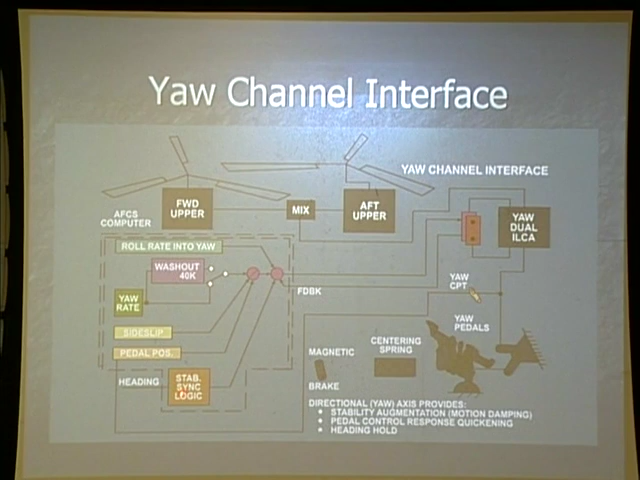 Yaw Channel Interface
YAW CHANNEL INTERFACE
FWD
UPPER
MIX
AFT
UPPER
YAW
DUAL
ILCA
AFCS
COMPUTER
ROLL RATE INTO YAW
WASHOUT
40K
YAW
RATE
FDBK
YAW
CPT
SIDESLIP
PEDAL POS.
YAW
PEDALS
HEADING
STAB.
SYNC
LOGIC
MAGNETIC
BRAKE
CENTERING
SPRING
DIRECTIONAL (YAW) AXIS PROVIDES:
• STABILITY AUGMENTATION (MOTION DAMPING)
• PEDAL CONTROL RESPONSE QUICKENING
• HEADING HOLD